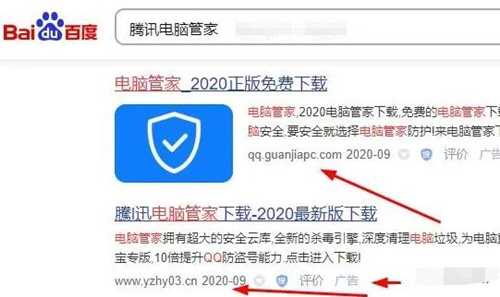 Bai du 百度
腾讯电脑管家
电脑管家_2020正版免费下载
电脑管家,2020电脑管家下载,免费的电脑管家下
脑安全.要安全就选择电脑管家防护!来电脑管家下
qq.guanjiapc.com 2020-09 评价 广告
腾I讯电脑管家下载-2020最新版下载
电脑管家拥有超大的安全云库,全新的杀毒引擎,深度清理电脑垃圾,为电脑
宝专版,10倍提升QQ防盗号能力.点击进入下载!
www.yzhy03.cn 2020-09 评价 广告